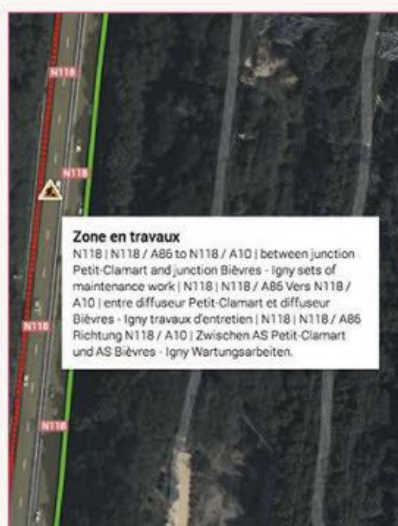 N118
N118
Zone en travaux
N118 | N118 / A86 to N118 / A10 | between junction
Petit-Clamart and junction Bièvres - Igny sets of
maintenance work | N118 | N118 / A86 Vers N118 /
A10 | entre diffuseur Petit-Clamart et diffuseur
Bièvres - Igny travaux d'entretien | N118 | N118 / A86
Richtung N118 / A10 | Zwischen AS Petit-Clamart
und AS Bièvres - Igny Wartungsarbeiten.
N118
N118